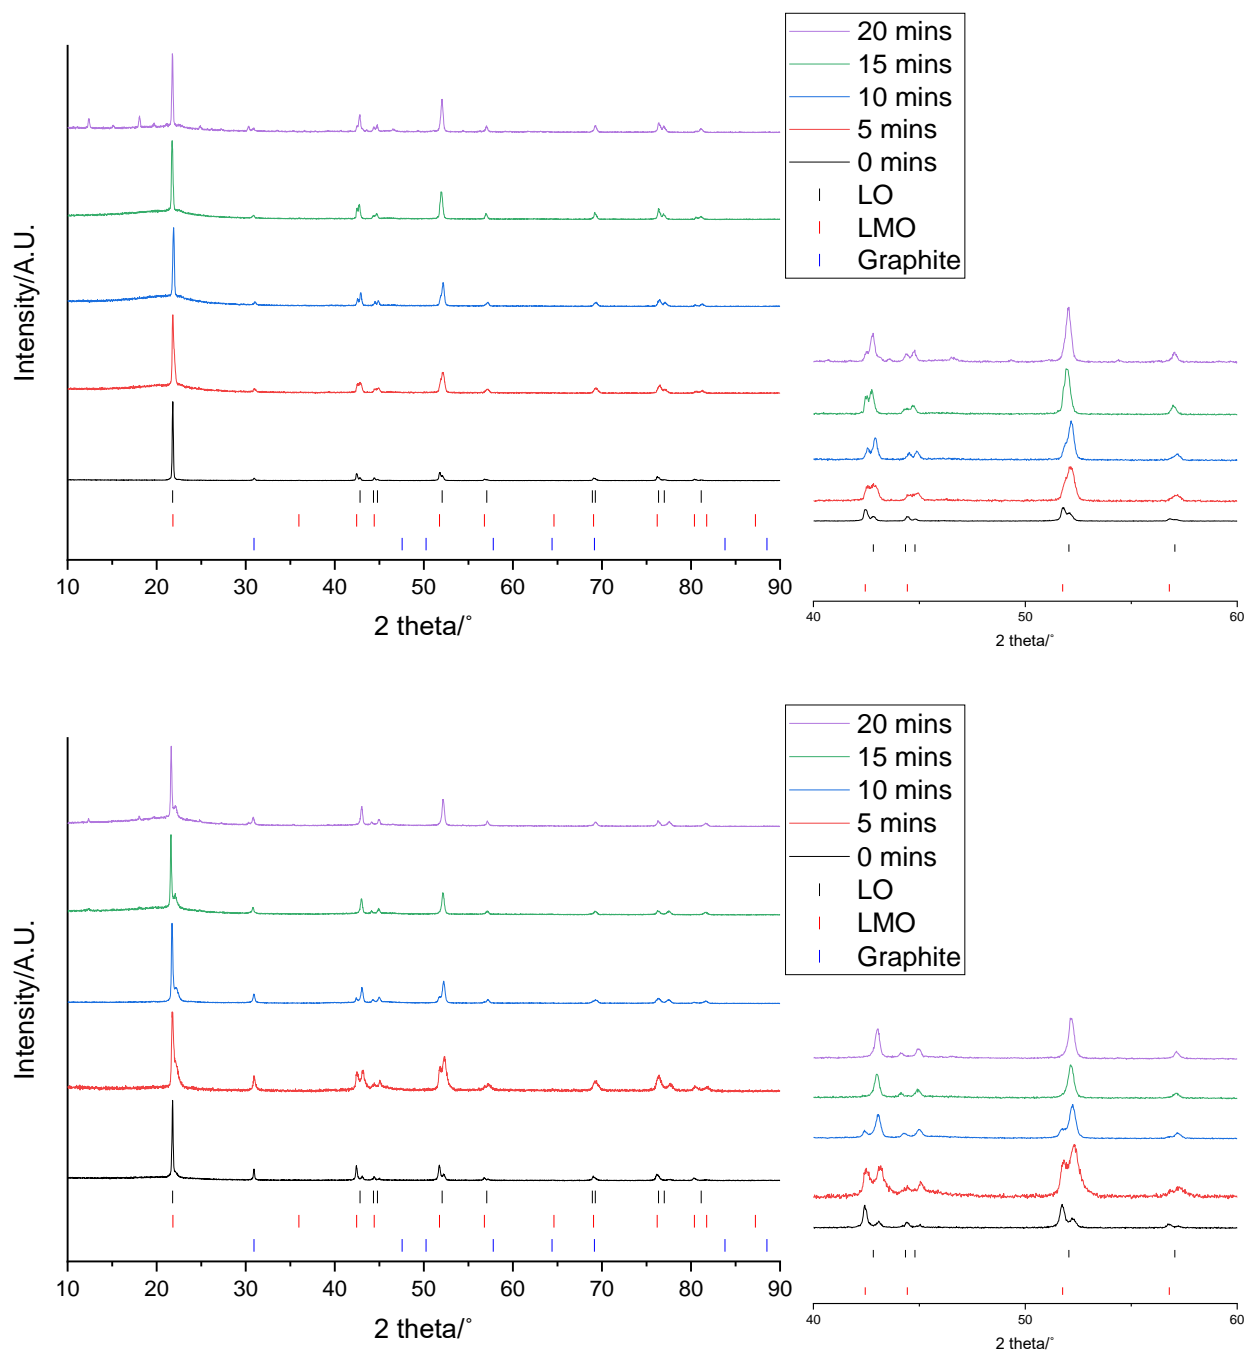 20 mins
15 mins
10 mins
5 mins
0 mins
LO
LMO
Graphite
Intensity/A.U.
10 20 30 40 50 60 70 80 90
2 theta/°
40 50 60
2 theta/°
20 mins
15 mins
10 mins
5 mins
0 mins
LO
LMO
Graphite
Intensity/A.U.
10 20 30 40 50 60 70 80 90
2 theta/°
40 50 60
2 theta/°